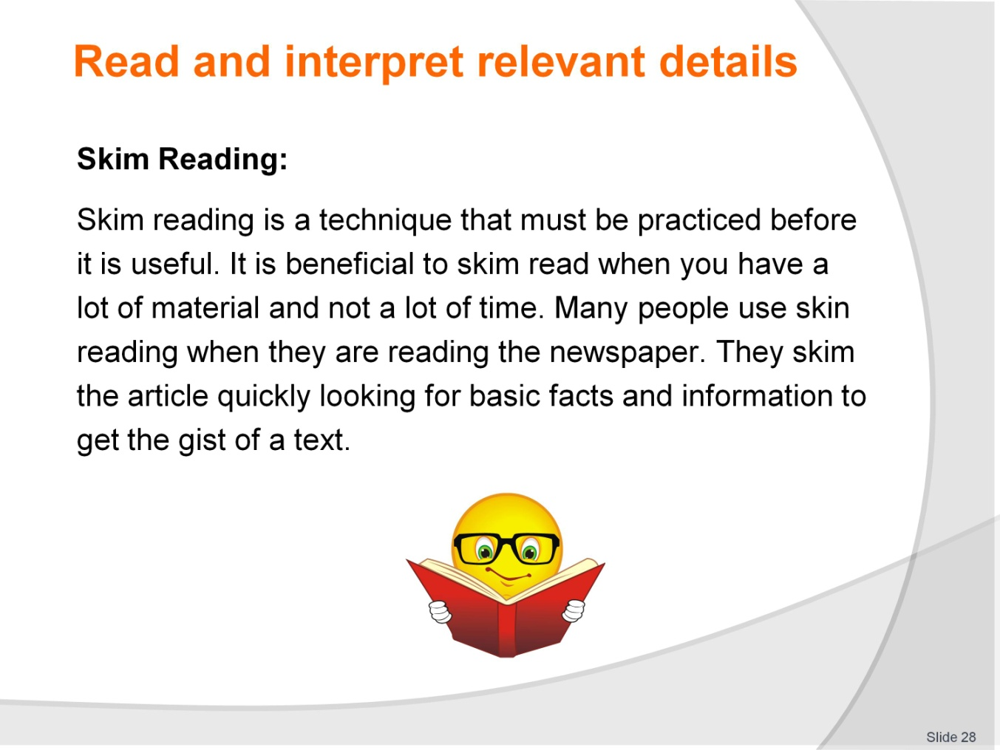 Read and interpret relevant details
Skim Reading:
Skim reading is a technique that must be practiced before
it is useful. It is beneficial to skim read when you have a
lot of material and not a lot of time. Many people use skin
reading when they are reading the newspaper. They skim
the article quickly looking for basic facts and information to
get the gist of a text.
Slide 28